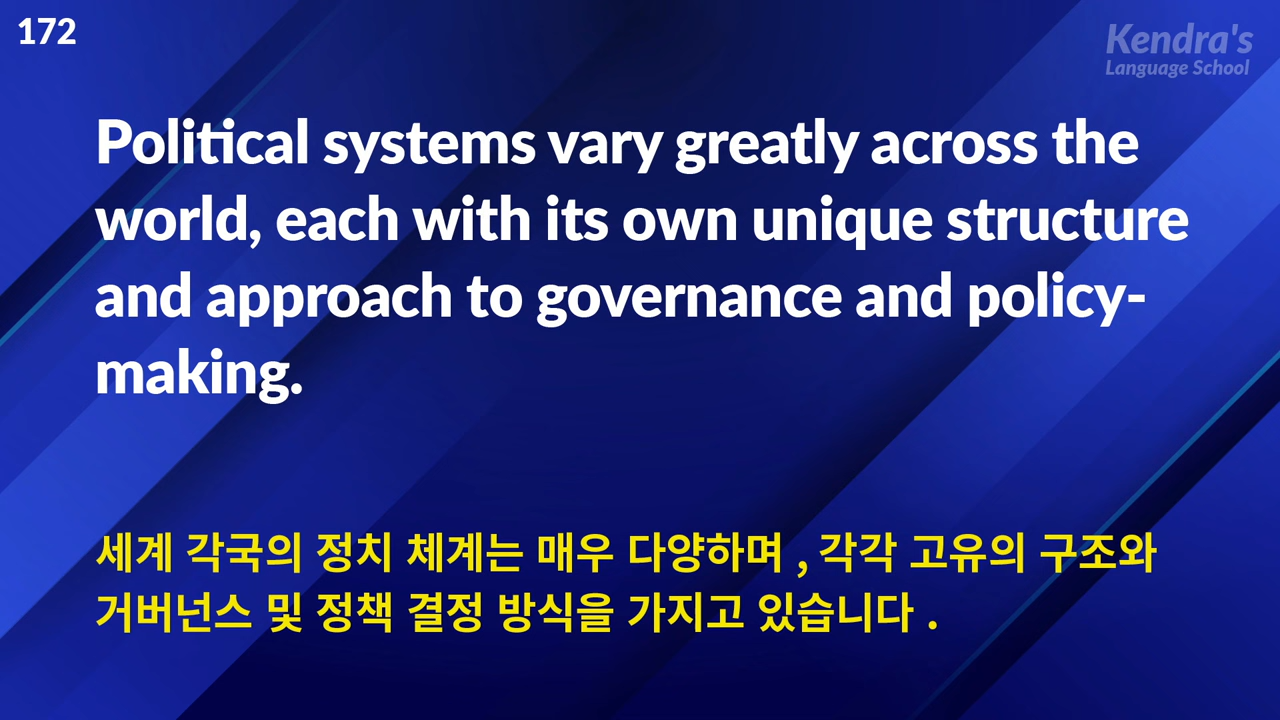 172
Kendra's
Language School
Political systems vary greatly across the
world, each with its own unique structure
and approach to governance and policy-
making.
세계 각국의 정치 체계는 매우 다양하며 , 각각 고유의 구조와
거버넌스 및 정책 결정 방식을 가지고 있습니다 .